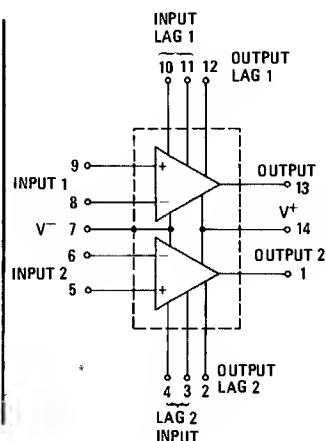 INPUT
LAG 1
10 11 12
OUTPUT
LAG 1
9
+
INPUT 1
8
−
OUTPUT
13
V−
7
V+
14
6
−
INPUT 2
5
+
OUTPUT 2
1
4 3 2
OUTPUT
LAG 2
LAG 2
INPUT